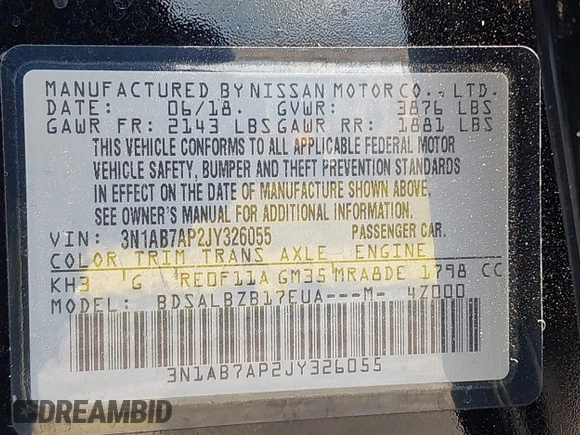 MANUFACTURED BY NISSAN MOTOR CO., LTD.
DATE: 06/18. GVWR: 3876 LBS
GAWR FR: 2143 LBS GAWR RR: 1881 LBS
THIS VEHICLE CONFORMS TO ALL APPLICABLE FEDERAL MOTOR
VEHICLE SAFETY, BUMPER AND THEFT PREVENTION STANDARDS
IN EFFECT ON THE DATE OF MANUFACTURE SHOWN ABOVE.
SEE OWNER'S MANUAL FOR ADDITIONAL INFORMATION.
VIN: 3N1AB7AP2JY326055 PASSENGER CAR.
COLOR TRIM TRANS AXLE ENGINE
KH3 G RE0F11A GM35 MRA8DE 1798 CC
MODEL: BDSALBZB17EUA---M- 4Z000
3N1AB7AP2JY326055
DREAMBID